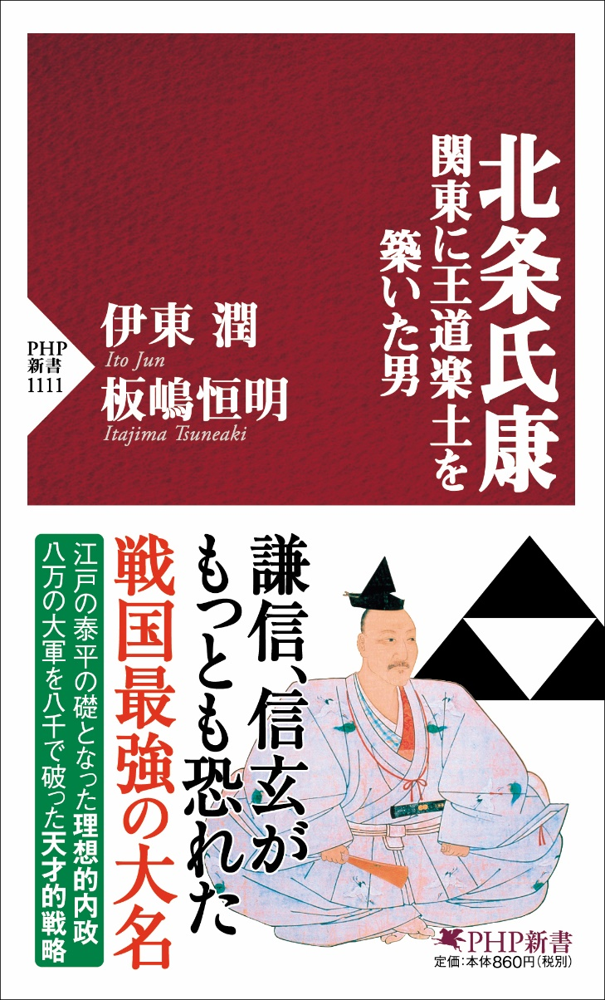 北条氏康
関東に王道楽土を
築いた男
伊東 潤
Ito Jun
板嶋恒明
Itajima Tsuneaki
PHP
新書
1111
謙信、信玄が
もっとも恐れた
戦国最強の大名
江戸の泰平の礎となった理想的内政
八万の大軍を八千で破った天才的戦略
PHP新書
定価:本体860円(税別)